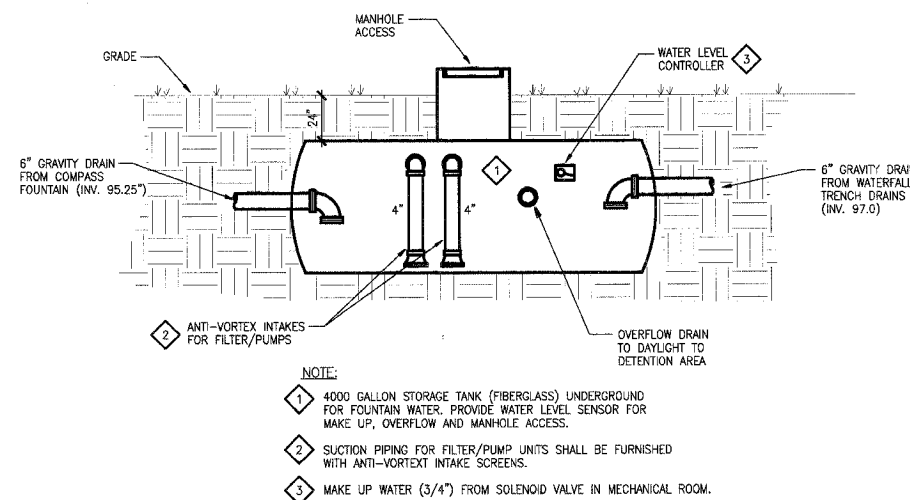 MANHOLE
ACCESS
GRADE
WATER LEVEL
CONTROLLER
3
24"
6" GRAVITY DRAIN
FROM COMPASS
FOUNTAIN (INV. 95.25")
1
4"
4"
6" GRAVITY DRAI
FROM WATERFALL
TRENCH DRAINS
(INV. 97.0)
2
ANTI-VORTEX INTAKES
FOR FILTER/PUMPS
OVERFLOW DRAIN
TO DAYLIGHT TO
DETENTION AREA
NOTE:
1 4000 GALLON STORAGE TANK (FIBERGLASS) UNDERGROUND
FOR FOUNTAIN WATER. PROVIDE WATER LEVEL SENSOR FOR
MAKE UP, OVERFLOW AND MANHOLE ACCESS.
2 SUCTION PIPING FOR FILTER/PUMP UNITS SHALL BE FURNISHED
WITH ANTI-VORTEXT INTAKE SCREENS.
3 MAKE UP WATER (3/4") FROM SOLENOID VALVE IN MECHANICAL ROOM.